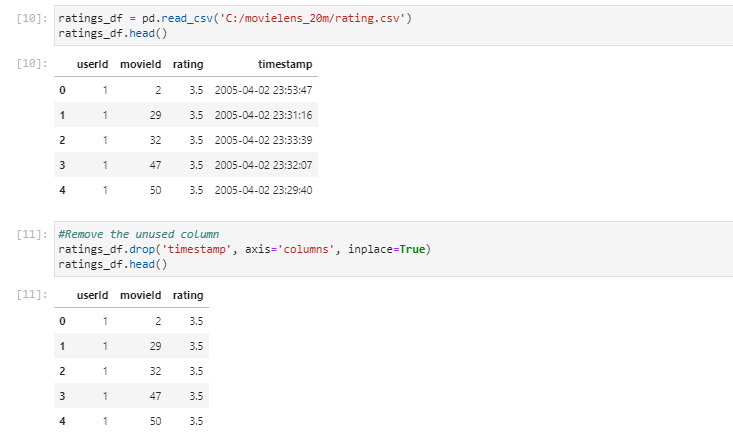 [10]: ratings_df = pd.read_csv('C:/movielens_20m/rating.csv')
ratings_df.head()
[10]: userId movieId rating timestamp
0 1 2 3.5 2005-04-02 23:53:47
1 1 29 3.5 2005-04-02 23:31:16
2 1 32 3.5 2005-04-02 23:33:39
3 1 47 3.5 2005-04-02 23:32:07
4 1 50 3.5 2005-04-02 23:29:40
[11]: #Remove the unused column
ratings_df.drop('timestamp', axis='columns', inplace=True)
ratings_df.head()
[11]: userId movieId rating
0 1 2 3.5
1 1 29 3.5
2 1 32 3.5
3 1 47 3.5
4 1 50 3.5